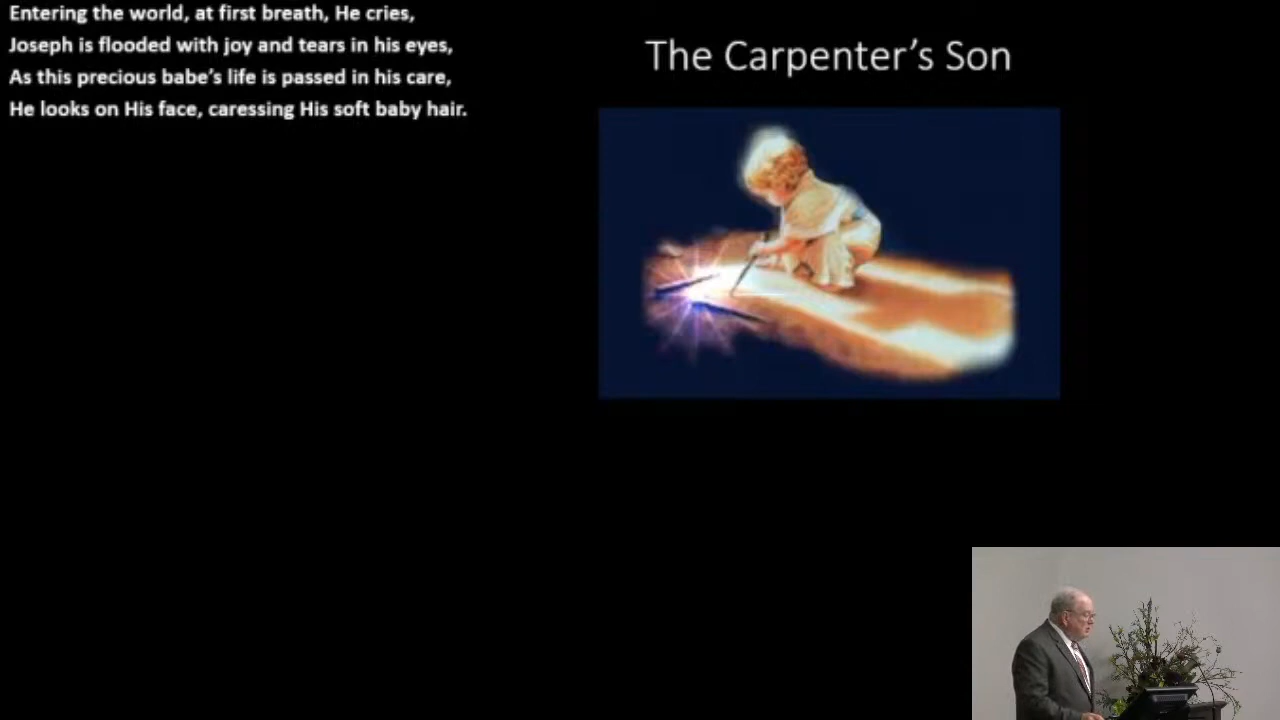 Entering the world, at first breath, He cries,
Joseph is flooded with joy and tears in his eyes,
As this precious babe's life is passed in his care,
He looks on His face, caressing His soft baby hair.
The Carpenter's Son